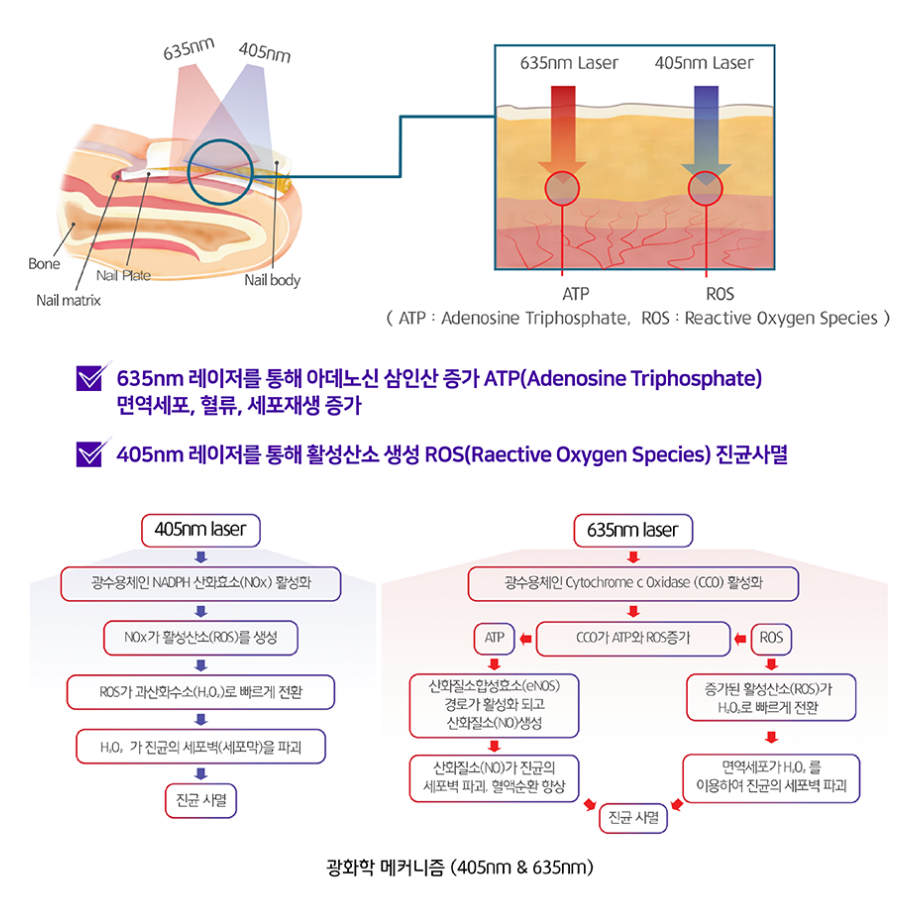 635nm
405nm
635nm Laser
405nm Laser
Bone
Nail Plate
Nail matrix
Nail body
ATP
ROS
( ATP : Adenosine Triphosphate, ROS : Reactive Oxygen Species )
635nm 레이저를 통해 아데노신 삼인산 증가 ATP(Adenosine Triphosphate)
면역세포, 혈류, 세포재생 증가
405nm 레이저를 통해 활성산소 생성 ROS(Raective Oxygen Species) 진균사멸
405nm laser
광수용체인 NADPH 산화효소(NOx) 활성화
NOx가 활성산소(ROS)를 생성
ROS가 과산화수소(H₂O₂)로 빠르게 전환
H₂O₂ 가 진균의 세포벽(세포막)을 파괴
진균 사멸
635nm laser
광수용체인 Cytochrome c Oxidase (CCO) 활성화
ATP
CCO가 ATP와 ROS증가
ROS
산화질소합성효소(eNOS)
경로가 활성화 되고
산화질소(NO)생성
증가된 활성산소(ROS)가
H₂O₂로 빠르게 전환
산화질소(NO)가 진균의
세포벽 파괴. 혈액순환 향상
면역세포가 H₂O₂ 를
이용하여 진균의 세포벽 파괴
진균 사멸
광화학 메커니즘 (405nm & 635nm)